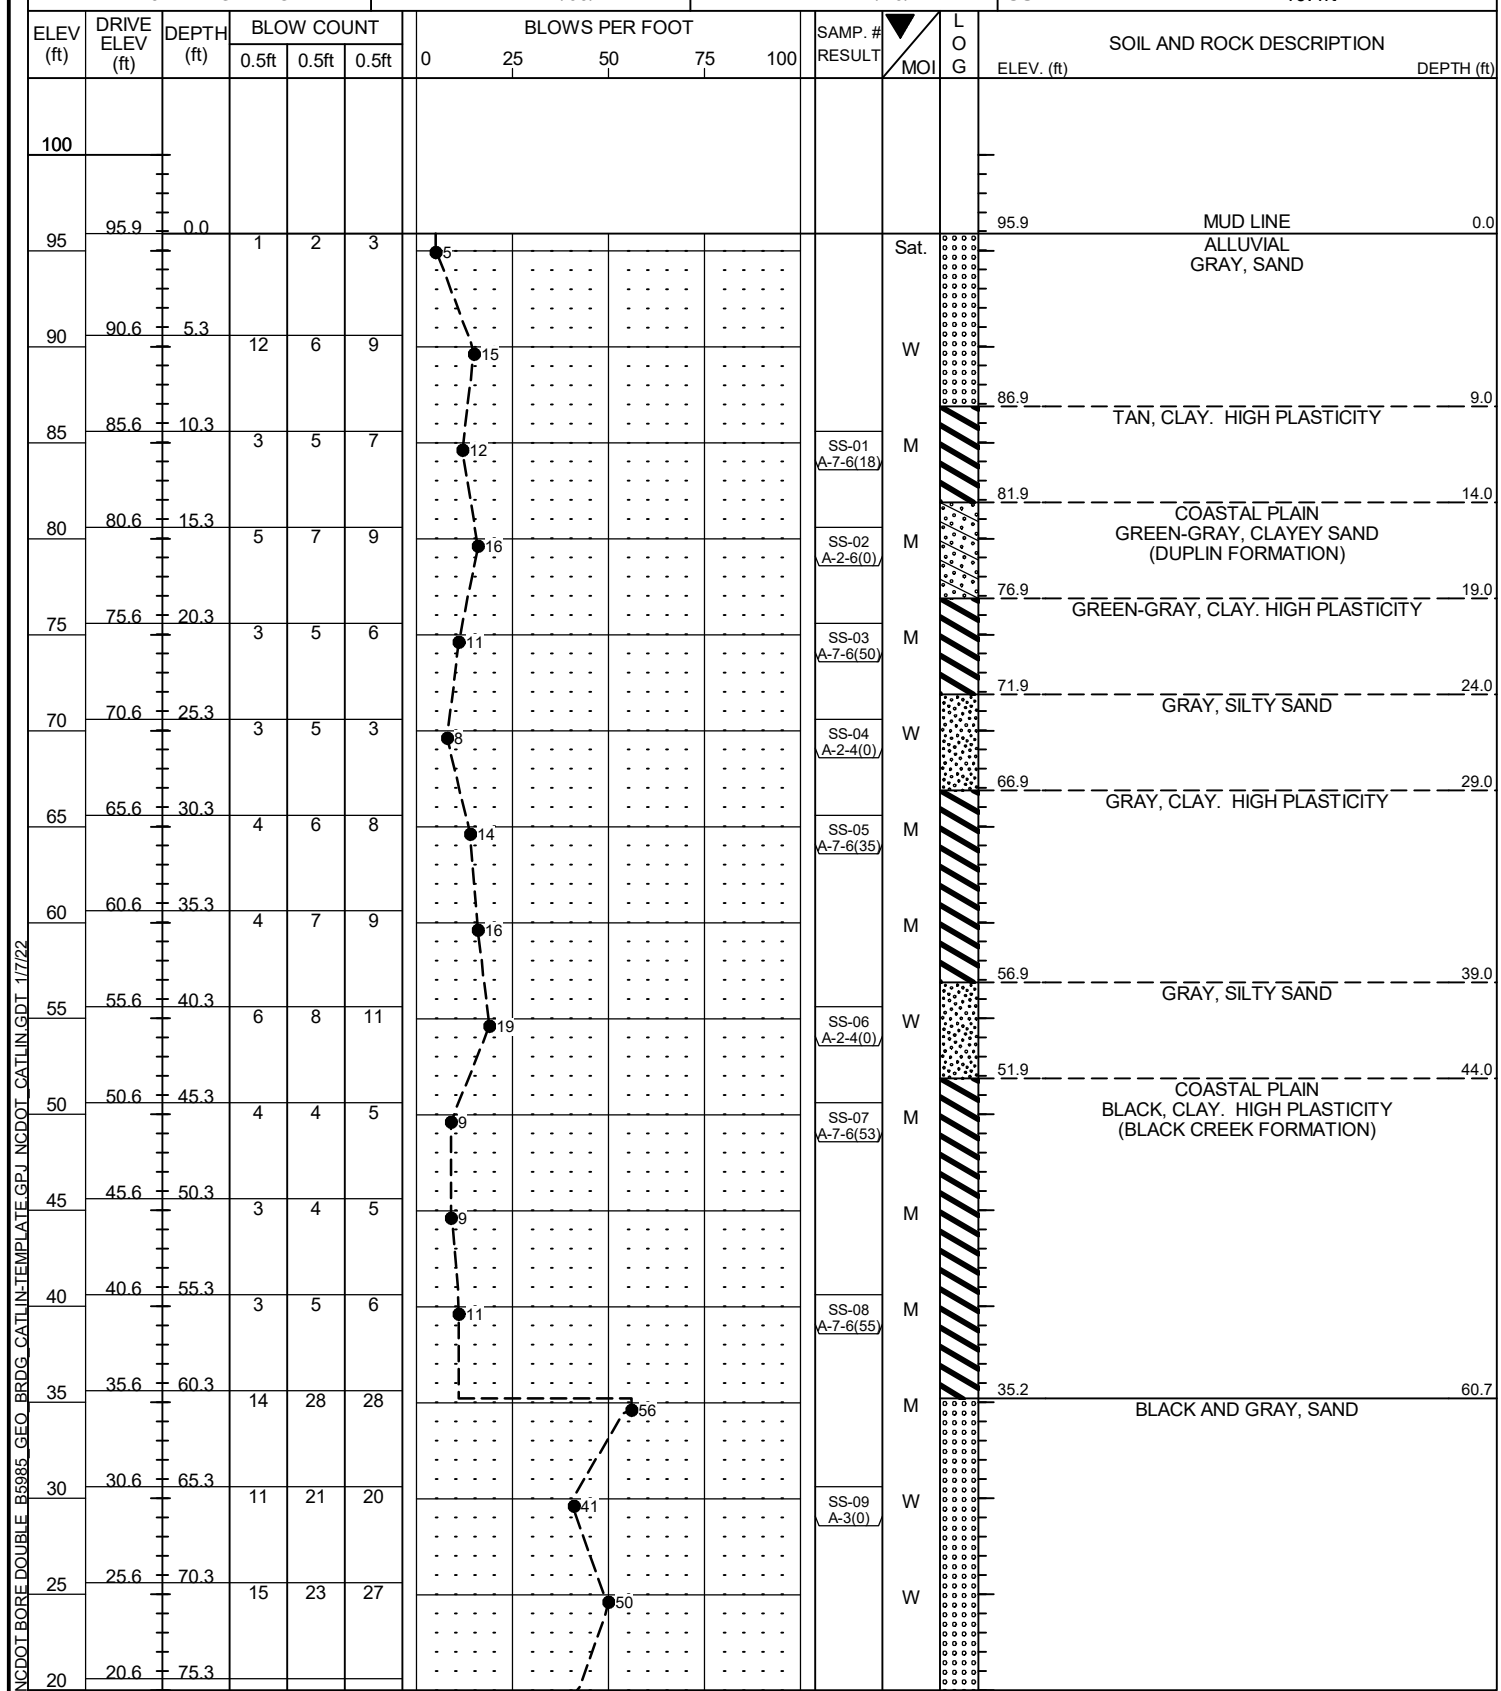 ELEV (ft) DRIVE ELEV (ft) DEPTH (ft) BLOW COUNT BLOWS PER FOOT SAMP. # RESULT MOI LOG SOIL AND ROCK DESCRIPTION
0.5ft 0.5ft 0.5ft 0 25 50 75 100 ELEV. (ft) DEPTH (ft)
100
95.9 0.0 95.9 MUD LINE 0.0
95 1 2 3 5 Sat. ALLUVIAL
GRAY, SAND
90.6 5.3
90 12 6 9 15 W
86.9 9.0
TAN, CLAY. HIGH PLASTICITY
85.6 10.3
85 3 5 7 12 SS-01 M
A-7-6(18)
81.9 14.0
COASTAL PLAIN
80.6 15.3
80 5 7 9 16 SS-02 M GREEN-GRAY, CLAYEY SAND
A-2-6(0) (DUPLIN FORMATION)
76.9 19.0
GREEN-GRAY, CLAY. HIGH PLASTICITY
75.6 20.3
75 3 5 6 11 SS-03 M
A-7-6(50)
71.9 24.0
GRAY, SILTY SAND
70.6 25.3
70 3 5 3 8 SS-04 W
A-2-4(0)
66.9 29.0
GRAY, CLAY. HIGH PLASTICITY
65.6 30.3
65 4 6 8 14 SS-05 M
A-7-6(35)
60.6 35.3
60 4 7 9 16 M
56.9 39.0
GRAY, SILTY SAND
55.6 40.3
55 6 8 11 19 SS-06 W
A-2-4(0)
51.9 44.0
COASTAL PLAIN
50.6 45.3
50 4 4 5 9 SS-07 M BLACK, CLAY. HIGH PLASTICITY
A-7-6(53) (BLACK CREEK FORMATION)
45.6 50.3
45 3 4 5 9 M
40.6 55.3
40 3 5 6 11 SS-08 M
A-7-6(55)
35.6 60.3 35.2 60.7
35 14 28 28 56 M BLACK AND GRAY, SAND
30.6 65.3
30 11 21 20 41 SS-09 W
A-3(0)
25.6 70.3
25 15 23 27 50 W
20.6 75.3
20
NCDOT BORE DOUBLE B5985_GEO_BRDG_CATLIN-TEMPLATE.GPJ NCDOT_CATLIN.GDT 1/7/22